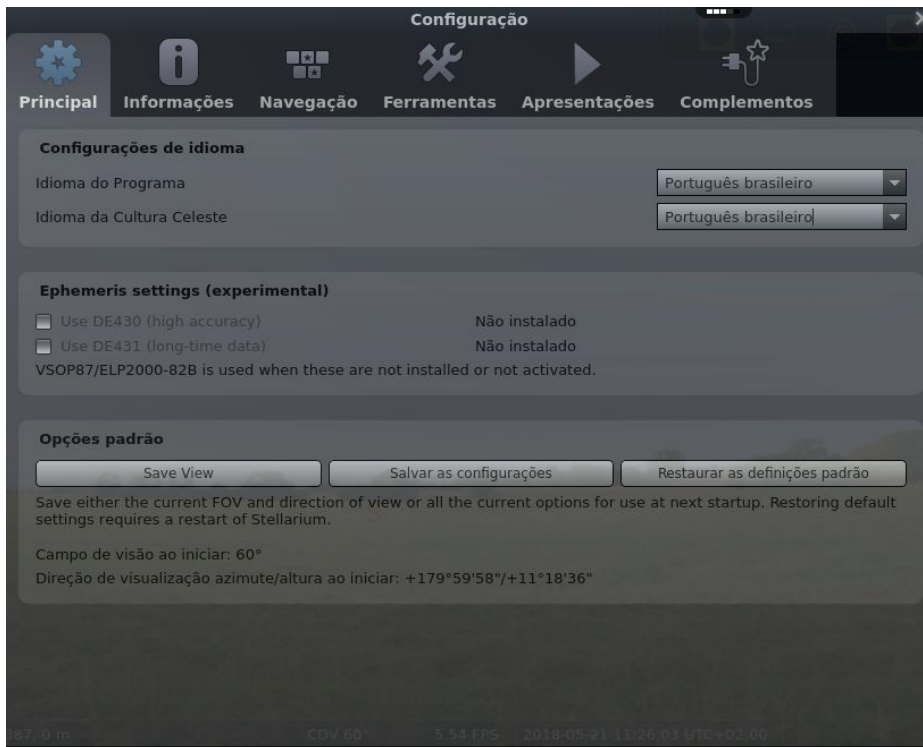 Configuração
Principal Informações Navegação Ferramentas Apresentações Complementos
Configurações de idioma
Idioma do Programa Português brasileiro
Idioma da Cultura Celeste Português brasileiro
Ephemeris settings (experimental)
Use DE430 (high accuracy) Não instalado
Use DE431 (long-time data) Não instalado
VSOP87/ELP2000-82B is used when these are not installed or not activated.
Opções padrão
Save View Salvar as configurações Restaurar as definições padrão
Save either the current FOV and direction of view or all the current options for use at next startup. Restoring default
settings requires a restart of Stellarium.
Campo de visão ao iniciar: 60°
Direção de visualização azimute/altura ao iniciar: +179°59'58"/+11°18'36"
387, 0 m CDV 60° 5.54 FPS 2018-05-21 11:26:03 UTC+02:00